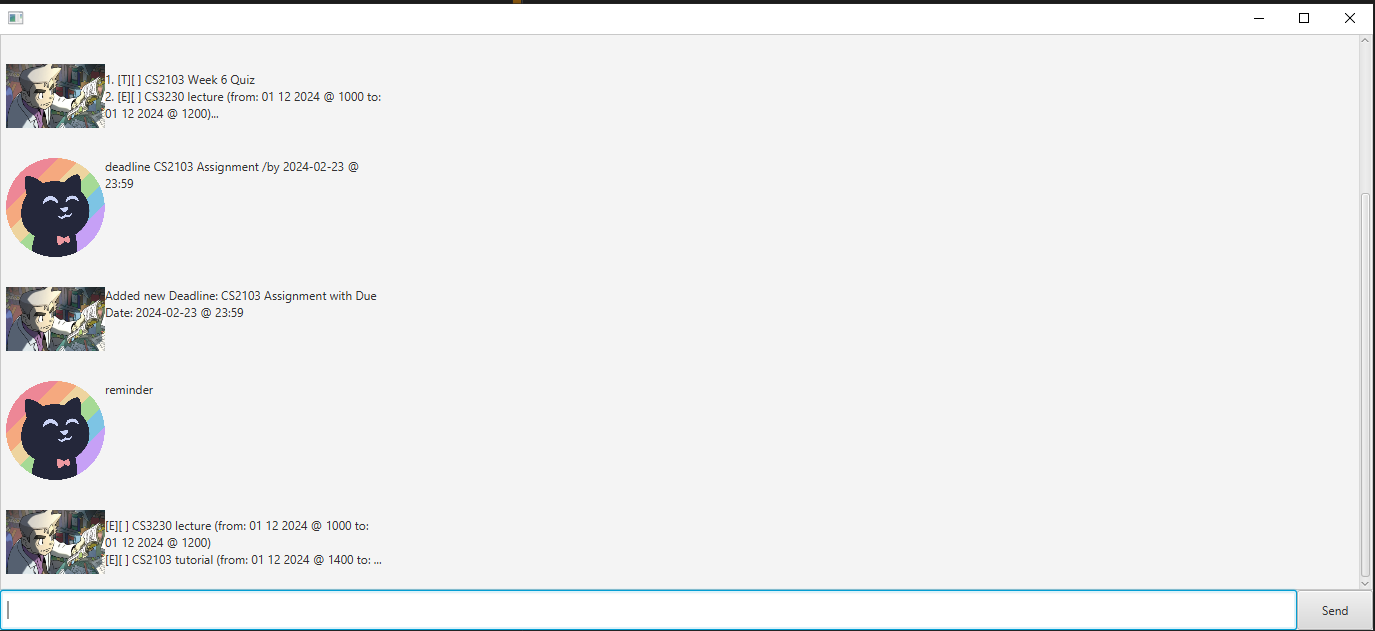 1. [T][ ] CS2103 Week 6 Quiz
2. [E][ ] CS3230 lecture (from: 01 12 2024 @ 1000 to:
01 12 2024 @ 1200)...
deadline CS2103 Assignment /by 2024-02-23 @
23:59
Added new Deadline: CS2103 Assignment with Due
Date: 2024-02-23 @ 23:59
reminder
[E][ ] CS3230 lecture (from: 01 12 2024 @ 1000 to:
01 12 2024 @ 1200)
[E][ ] CS2103 tutorial (from: 01 12 2024 @ 1400 to: ...
Send